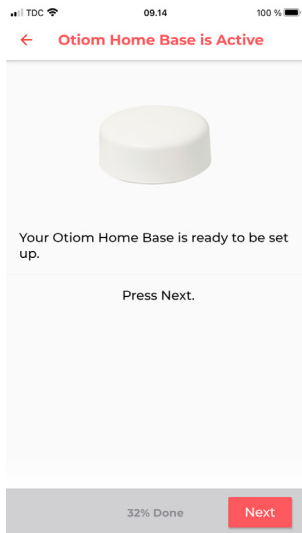 TDC 09.14 100 %
← Otiom Home Base is Active
Your Otiom Home Base is ready to be set
up.
Press Next.
32% Done Next